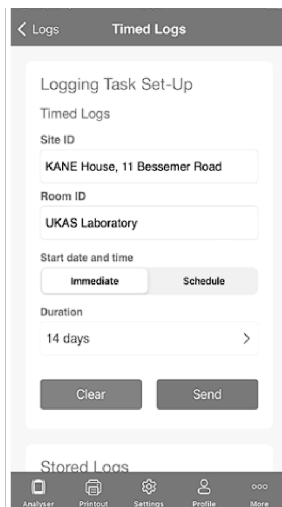 Logs Timed Logs
Logging Task Set-Up
Timed Logs
Site ID
KANE House, 11 Bessemer Road
Room ID
UKAS Laboratory
Start date and time
Immediate Schedule
Duration
14 days
Clear Send
Stored Logs
Analyser Printout Settings Profile More